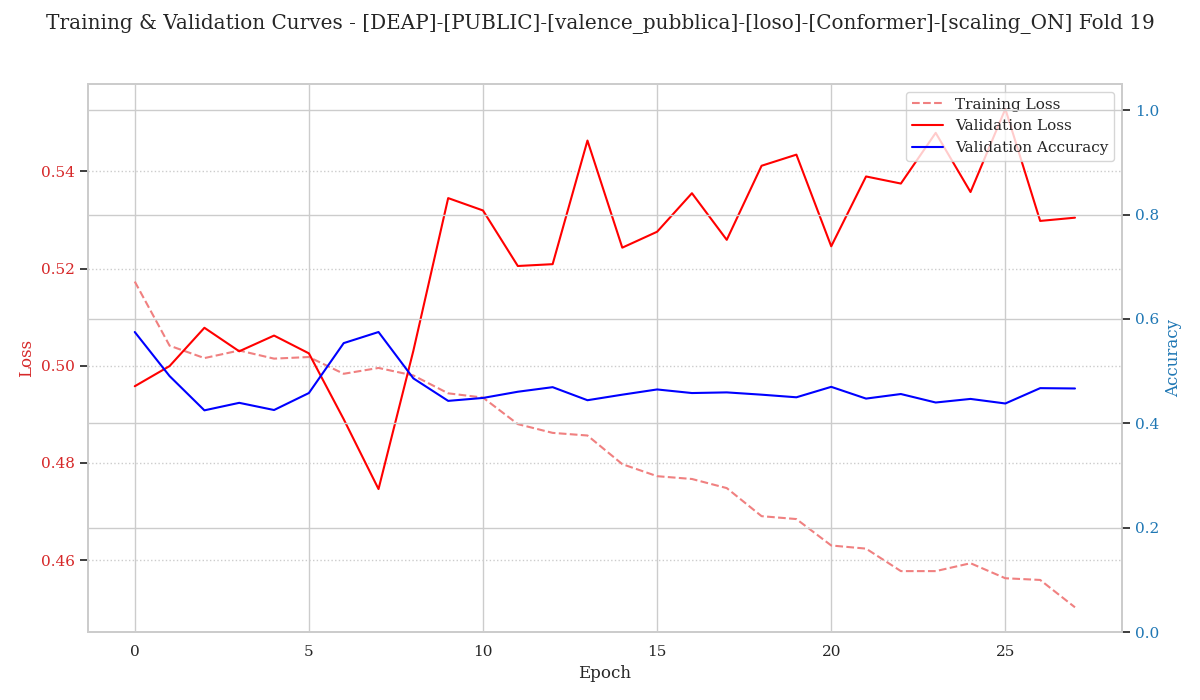 Training & Validation Curves - [DEAP]-[PUBLIC]-[valence_pubblica]-[loso]-[Conformer]-[scaling_ON] Fold 19
Training Loss
Validation Loss
Validation Accuracy
0.54
0.52
0.50
0.48
0.46
Loss
1.0
0.8
0.6
0.4
0.2
0.0
Accuracy
0 5 10 15 20 25
Epoch